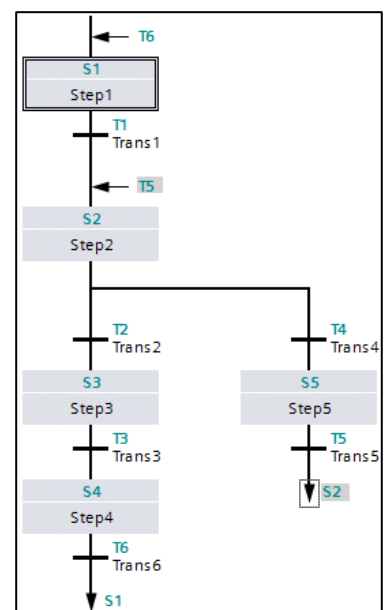 T6
S1
Step1
T1
Trans1
T5
S2
Step2
T2
Trans2
T4
Trans4
S3
Step3
S5
Step5
T3
Trans3
T5
Trans5
S4
Step4
S2
T6
Trans6
S1